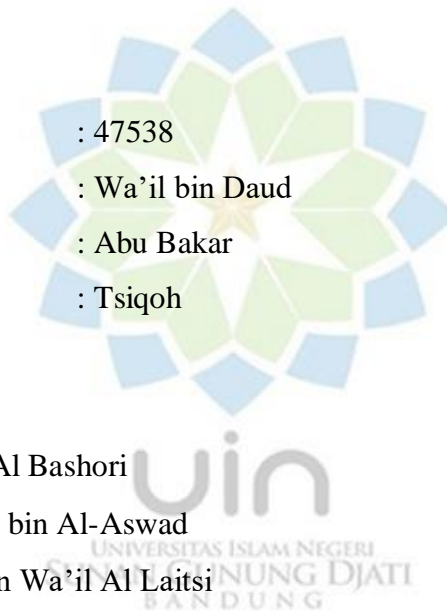 : 47538
: Wa’il bin Daud
: Abu Bakar
: Tsiqoh
Al Bashori
uin
bin Al-Aswad
UNIVERSITAS ISLAM NEGERI
Wa’il Al Laitsi
SUNAN GUNUNG DJATI
BANDUNG